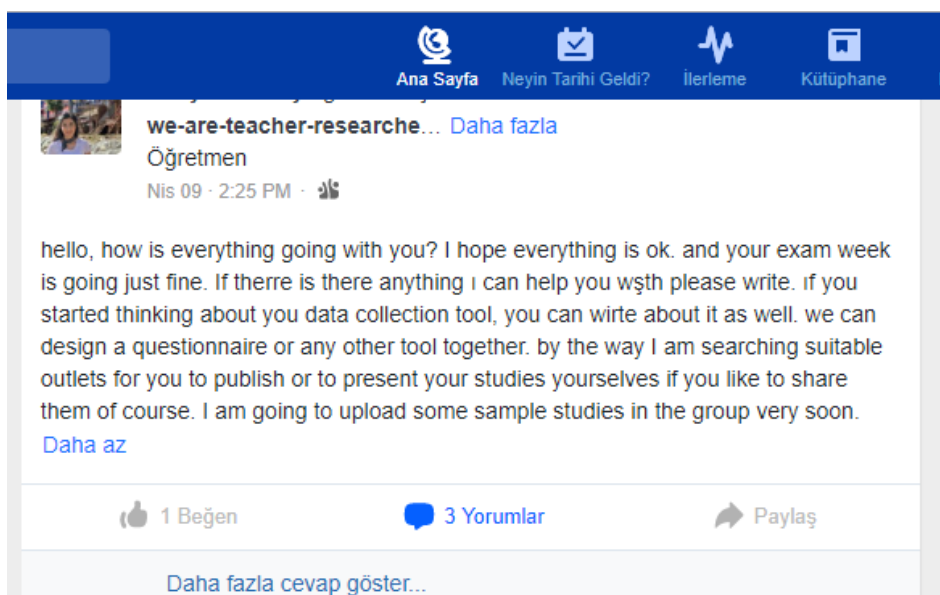 Ana Sayfa Neyin Tarihi Geldi? İlerleme Kütüphane
we-are-teacher-researche... Daha fazla
Öğretmen
Nis 09 · 2:25 PM ·
hello, how is everything going with you? I hope everything is ok. and your exam week
is going just fine. If therre is there anything ı can help you wşth please write. ıf you
started thinking about you data collection tool, you can wirte about it as well. we can
design a questionnaire or any other tool together. by the way I am searching suitable
outlets for you to publish or to present your studies yourselves if you like to share
them of course. I am going to upload some sample studies in the group very soon.
Daha az
1 Beğen 3 Yorumlar Paylaş
Daha fazla cevap göster...